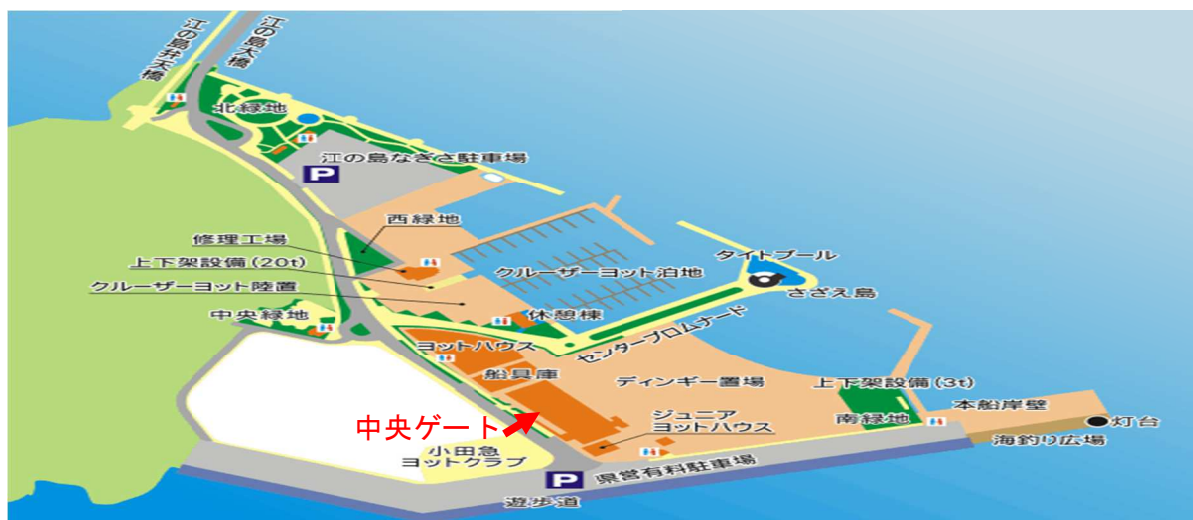 江の島弁天橋
江の島大橋
北緑地
江の島なぎさ駐車場
P
西緑地
修理工場
上下架設備(20t)
クルーザーヨット陸置
中央緑地
クルーザーヨット泊地
タイトプール
さざえ島
休憩棟
センタープロムナード
ヨットハウス
船具庫
ディンギー置場
上下架設備(3t)
本船岸壁
灯台
南緑地
海釣り広場
ジュニア
ヨットハウス
中央ゲート
小田急
ヨットクラブ
P
県営有料駐車場
遊歩道